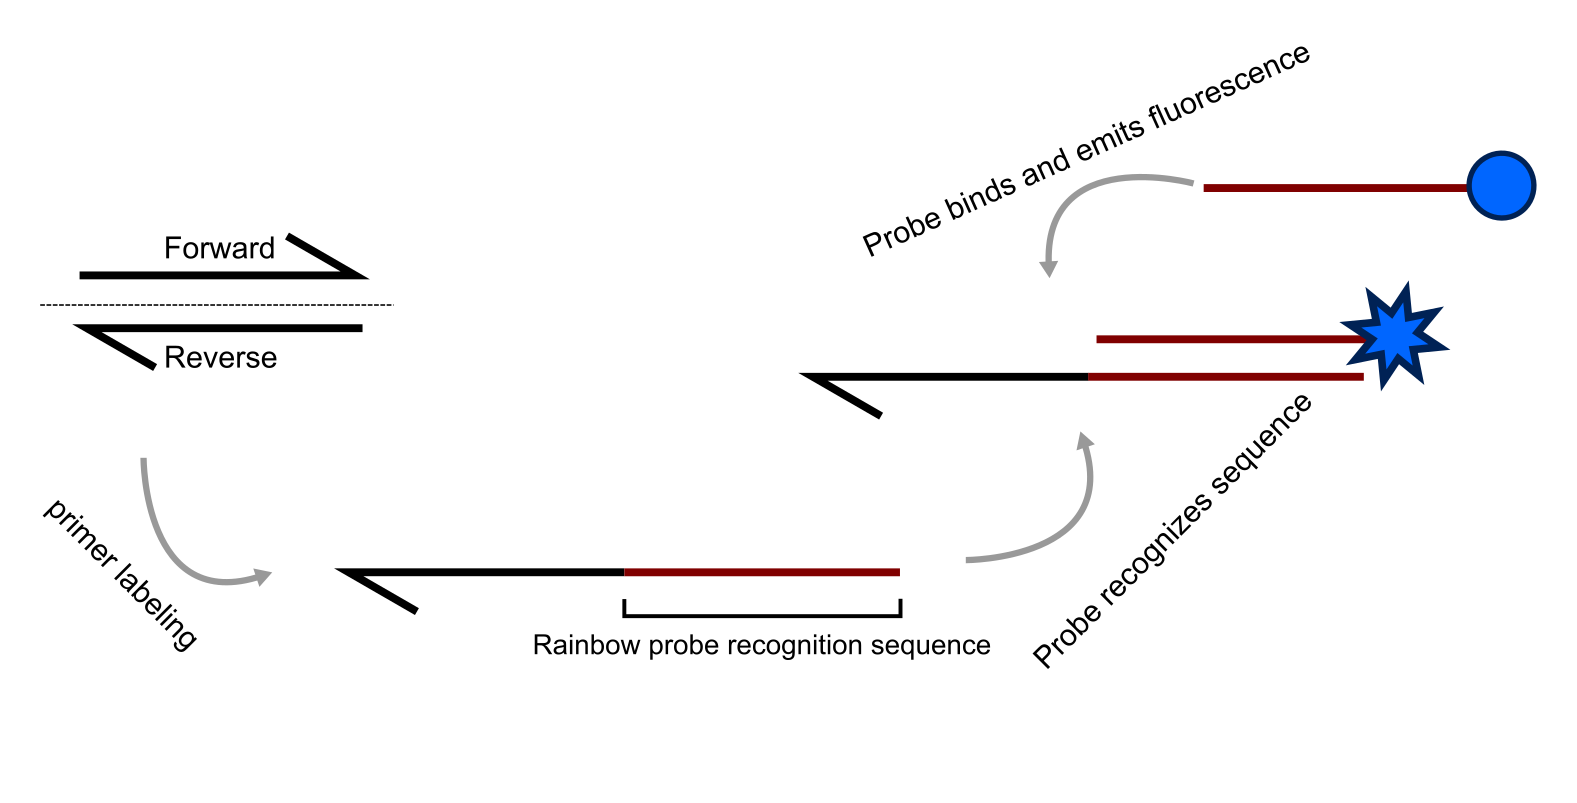 Probe binds and emits fluorescence
Forward
Reverse
primer labeling
Rainbow probe recognition sequence
Probe recognizes sequence